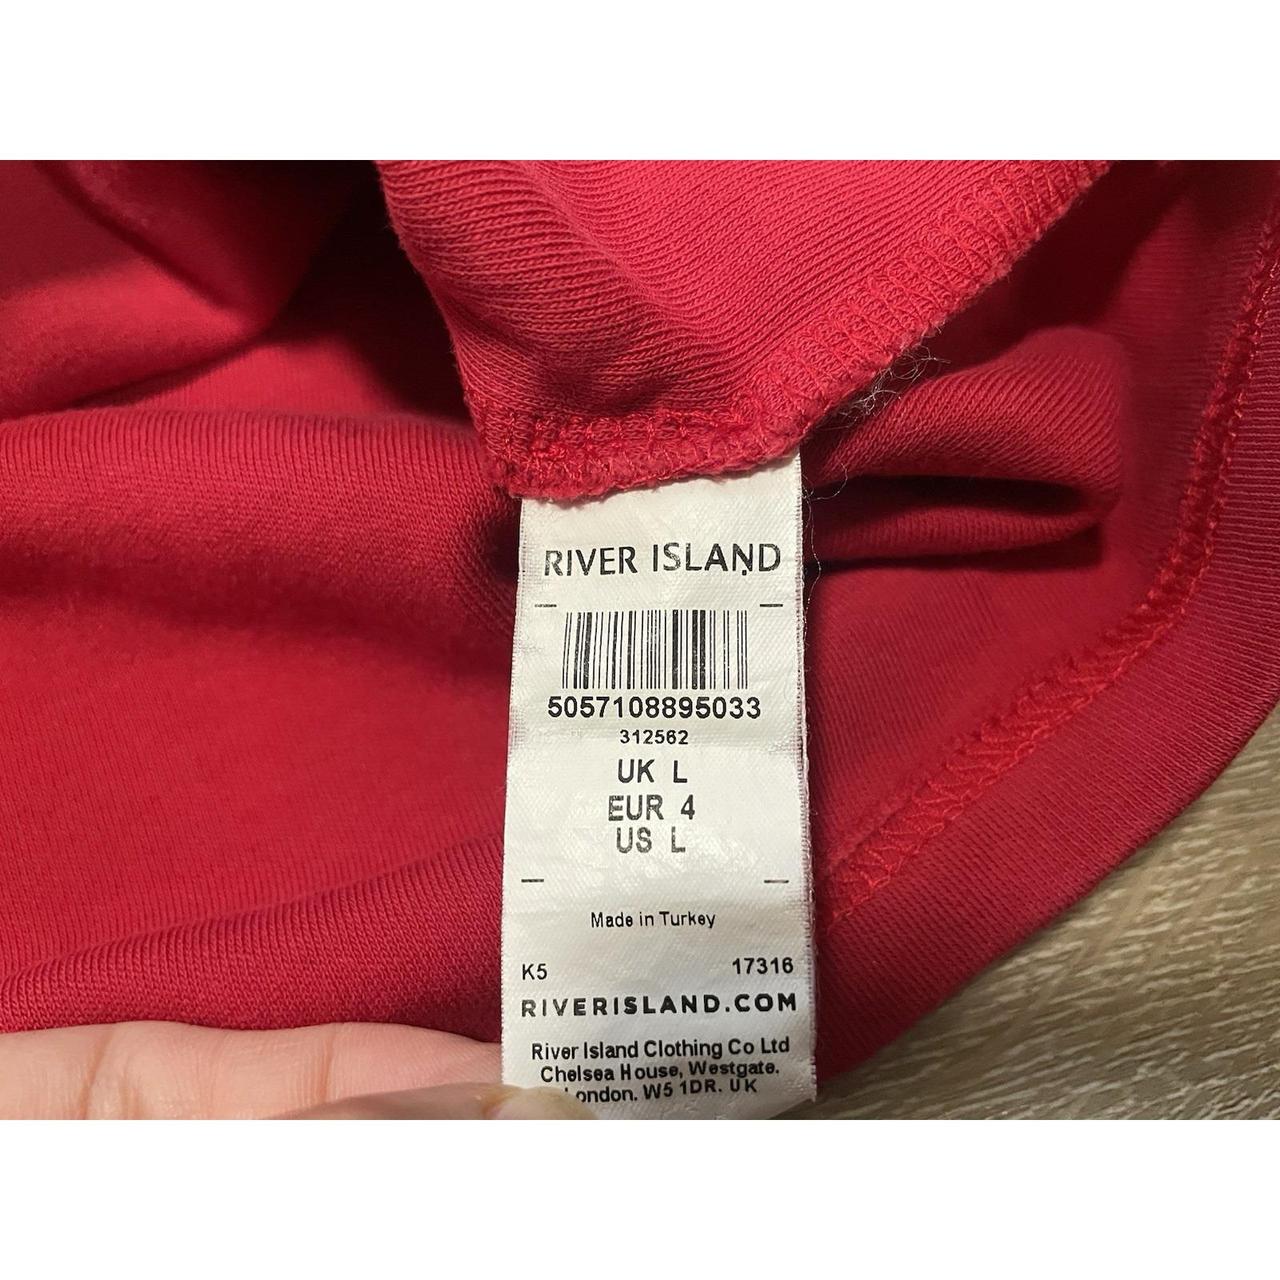 RIVER ISLAND
5057108895033
312562
UK L
EUR 4
US L
Made in Turkey
K5 17316
RIVERISLAND.COM
River Island Clothing Co Ltd
Chelsea House, Westgate.
London. W5 1DR. UK